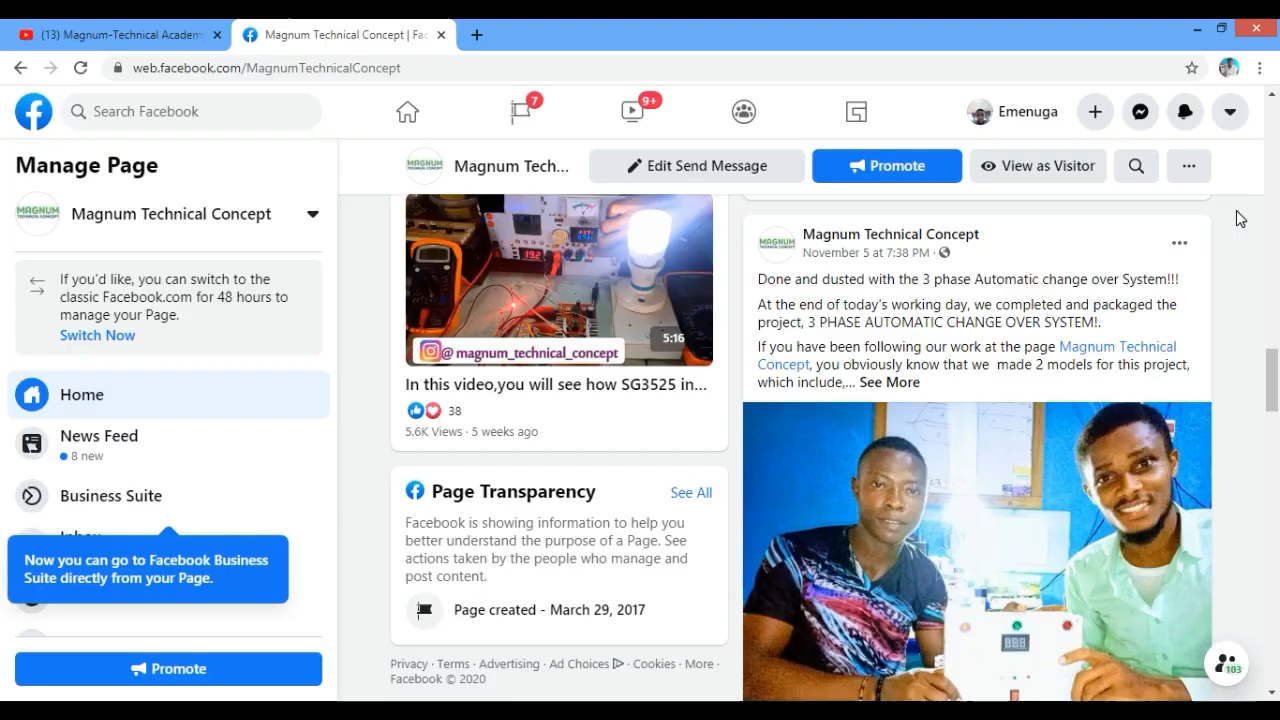 (13) Magnum-Technical Academ
Magnum Technical Concept | Fac
web.facebook.com/MagnumTechnicalConcept
Search Facebook
7
9+
Emenuga
Manage Page
Magnum Technical Concept
If you'd like, you can switch to the
classic Facebook.com for 48 hours to
manage your Page.
Switch Now
Home
News Feed
8 new
Business Suite
Now you can go to Facebook Business
Suite directly from your Page.
Promote
MAGNUM
Magnum Tech...
Edit Send Message
Promote
View as Visitor
5:16
@ magnum_technical_concept
In this video,you will see how SG3525 in...
38
5.6K Views · 5 weeks ago
Page Transparency
See All
Facebook is showing information to help you
better understand the purpose of a Page. See
actions taken by the people who manage and
post content.
Page created - March 29, 2017
Privacy · Terms · Advertising · Ad Choices · Cookies · More ·
Facebook © 2020
Magnum Technical Concept
November 5 at 7:38 PM ·
Done and dusted with the 3 phase Automatic change over System!!!
At the end of today's working day, we completed and packaged the
project, 3 PHASE AUTOMATIC CHANGE OVER SYSTEM!.
If you have been following our work at the page Magnum Technical
Concept, you obviously know that we made 2 models for this project,
which include,... See More
103